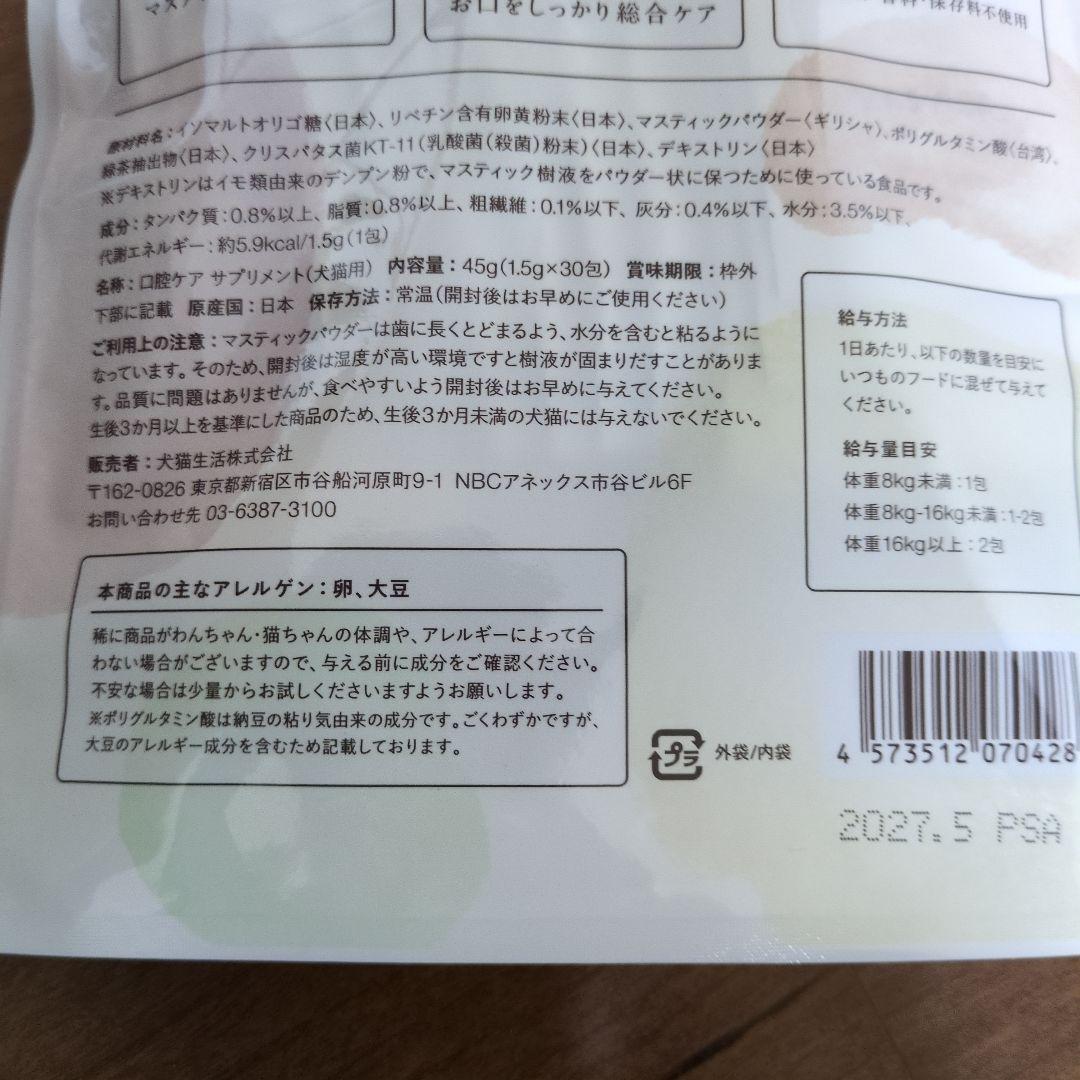 マステ
お口をしっかり総合ケア
料・保存料不使用
原材料名：イソマルトオリゴ糖〈日本〉、リベチン含有卵黄粉末〈日本〉、マスティックパウダー〈ギリシャ〉、ポリグルタミン酸〈台湾〉、
緑茶抽出物〈日本〉、クリスパタス菌KT-11（乳酸菌（殺菌）粉末）〈日本〉、デキストリン〈日本〉
※デキストリンはイモ類由来のデンプン粉で、マスティック樹液をパウダー状に保つために使っている食品です。
成分：タンパク質：0.8%以上、脂質：0.8%以上、粗繊維：0.1%以下、灰分：0.4%以下、水分：3.5%以下、
代謝エネルギー：約5.9kcal/1.5g（1包）
名称：口腔ケア サプリメント（犬猫用） 内容量：45g（1.5g×30包） 賞味期限：枠外
下部に記載 原産国：日本 保存方法：常温（開封後はお早めにご使用ください）
ご利用上の注意：マスティックパウダーは歯に長くとどまるよう、水分を含むと粘るように
なっています。そのため、開封後は湿度が高い環境ですと樹液が固まりだすことがありま
す。品質に問題はありませんが、食べやすいよう開封後はお早めに与えてください。
生後3か月以上を基準にした商品のため、生後3か月未満の犬猫には与えないでください。
販売者：犬猫生活株式会社
〒162-0826 東京都新宿区市谷船河原町9-1 NBCアネックス市谷ビル6F
お問い合わせ先 03-6387-3100
給与方法
1日あたり、以下の数量を目安に
いつものフードに混ぜて与えて
ください。
給与量目安
体重8kg未満：1包
体重8kg-16kg未満：1-2包
体重16kg以上：2包
本商品の主なアレルゲン：卵、大豆
稀に商品がわんちゃん・猫ちゃんの体調や、アレルギーによって合
わない場合がございますので、与える前に成分をご確認ください。
不安な場合は少量からお試しくださいますようお願いします。
※ポリグルタミン酸は納豆の粘り気由来の成分です。ごくわずかですが、
大豆のアレルギー成分を含むため記載しております。
プラ 外袋/内袋
4 573512 070428
2027.5 PSA